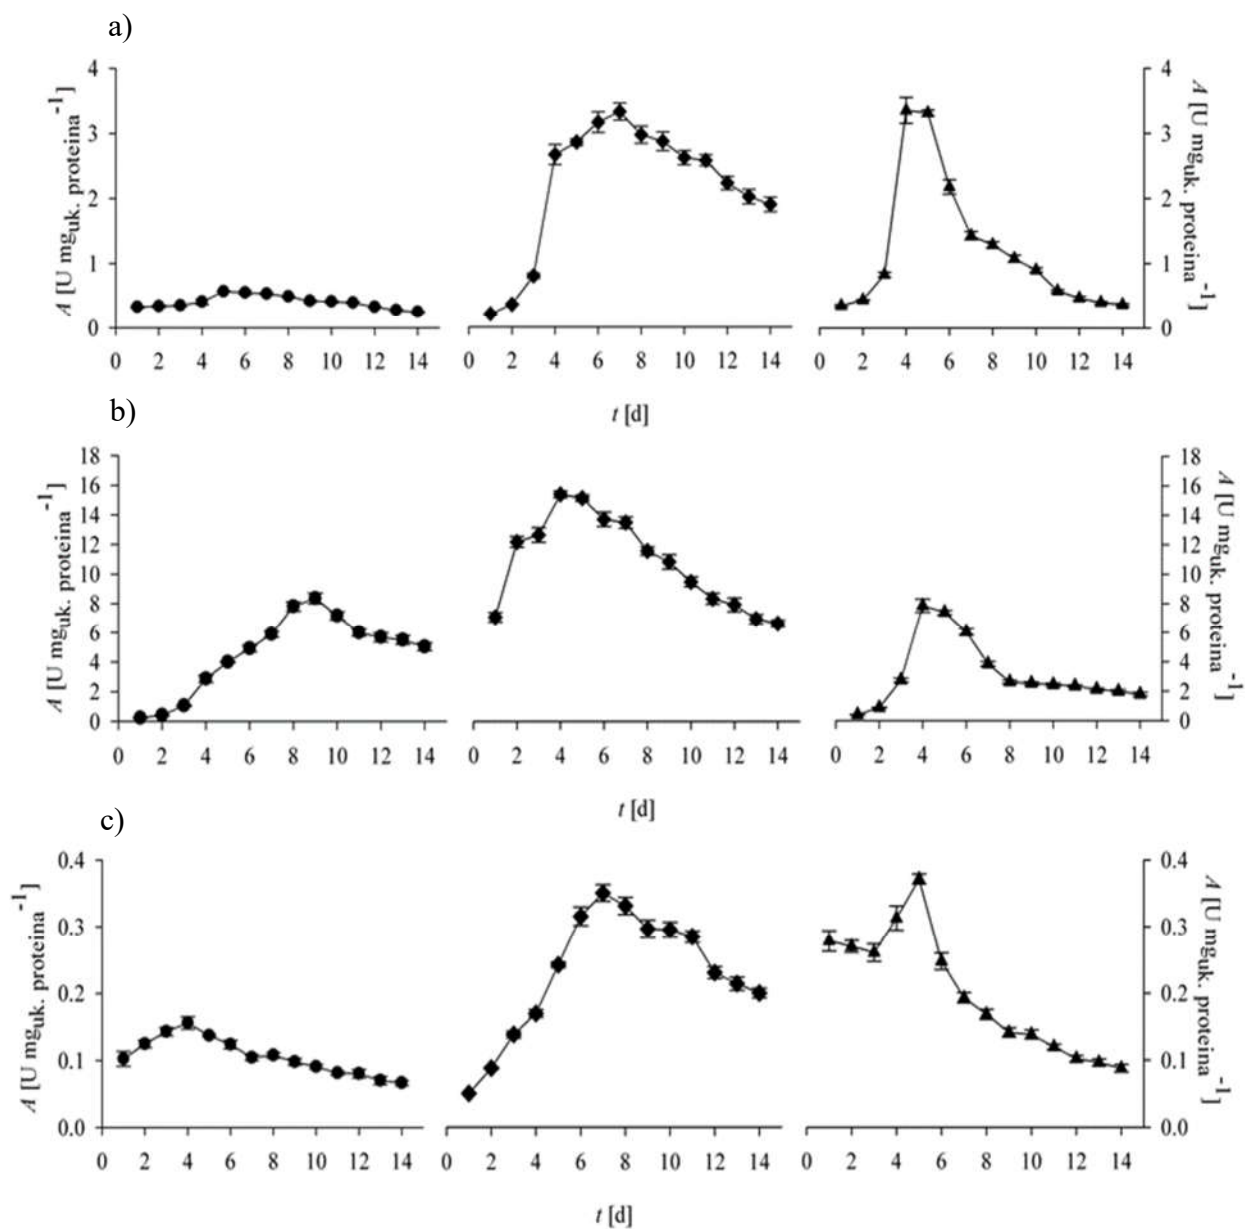 a)
A [U mg_uk. proteina^-1]
4 3 2 1 0
4 3 2 1 0
A [U mg_uk. proteina^-1]
0 2 4 6 8 10 12 14 0 2 4 6 8 10 12 14 0 2 4 6 8 10 12 14
t [d]
b)
A [U mg_uk. proteina^-1]
18 16 14 12 10 8 6 4 2 0
18 16 14 12 10 8 6 4 2 0
A [U mg_uk. proteina^-1]
0 2 4 6 8 10 12 14 0 2 4 6 8 10 12 14 0 2 4 6 8 10 12 14
t [d]
c)
A [U mg_uk. proteina^-1]
0.4 0.3 0.2 0.1 0.0
0.4 0.3 0.2 0.1 0.0
A [U mg_uk. proteina^-1]
0 2 4 6 8 10 12 14 0 2 4 6 8 10 12 14 0 2 4 6 8 10 12 14
t [d]